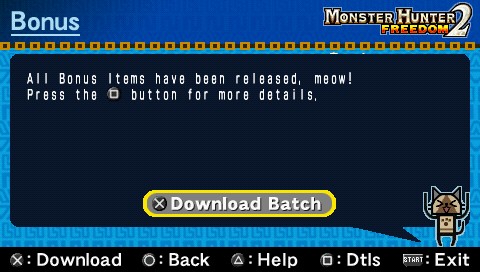 Bonus
MONSTER HUNTER
FREEDOM 2
All Bonus Items have been released, meow!
Press the button for more details.
Download Batch
: Download : Back : Help : Dtls START : Exit